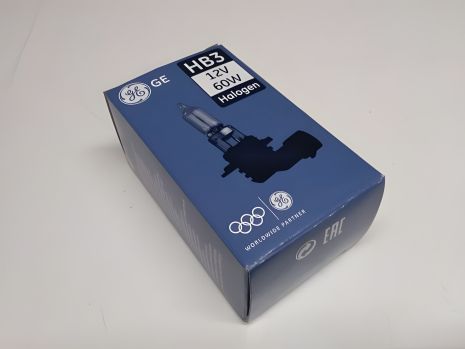 GE
HB3
12V
60W
Halogen
WORLDWIDE PARTNER
EAC